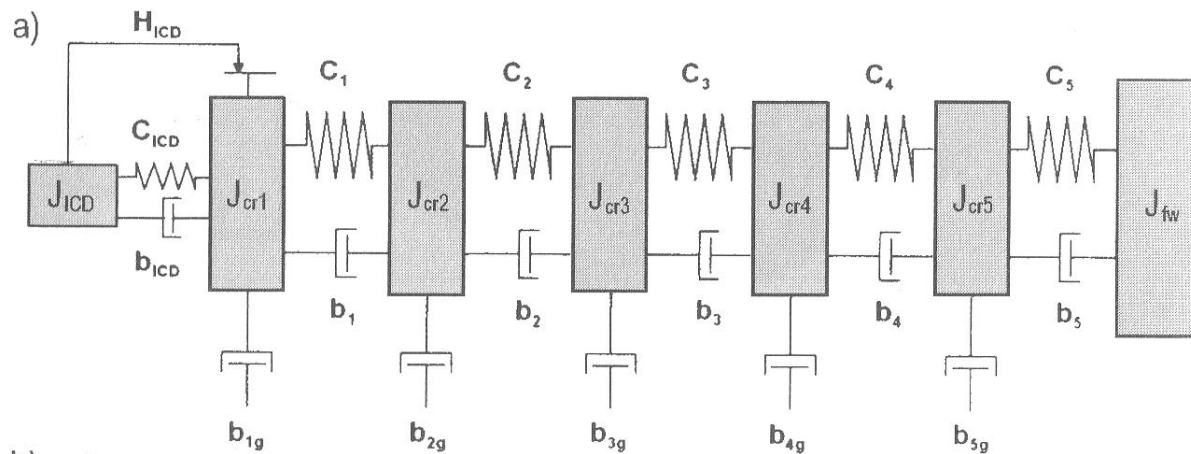 a)
H_ICD
C_1 C_2 C_3 C_4 C_5
C_ICD
J_ICD J_cr1 J_cr2 J_cr3 J_cr4 J_cr5 J_fw
b_ICD
b_1 b_2 b_3 b_4 b_5
b_1g b_2g b_3g b_4g b_5g